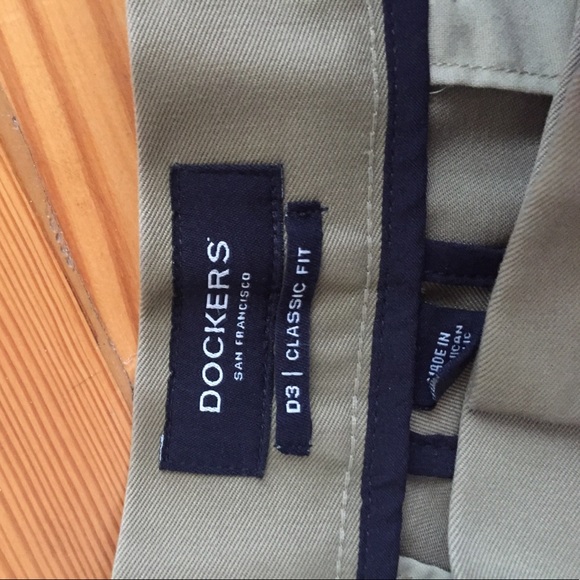 DOCKERS
SAN FRANCISCO
D3 | CLASSIC FIT
MADE IN